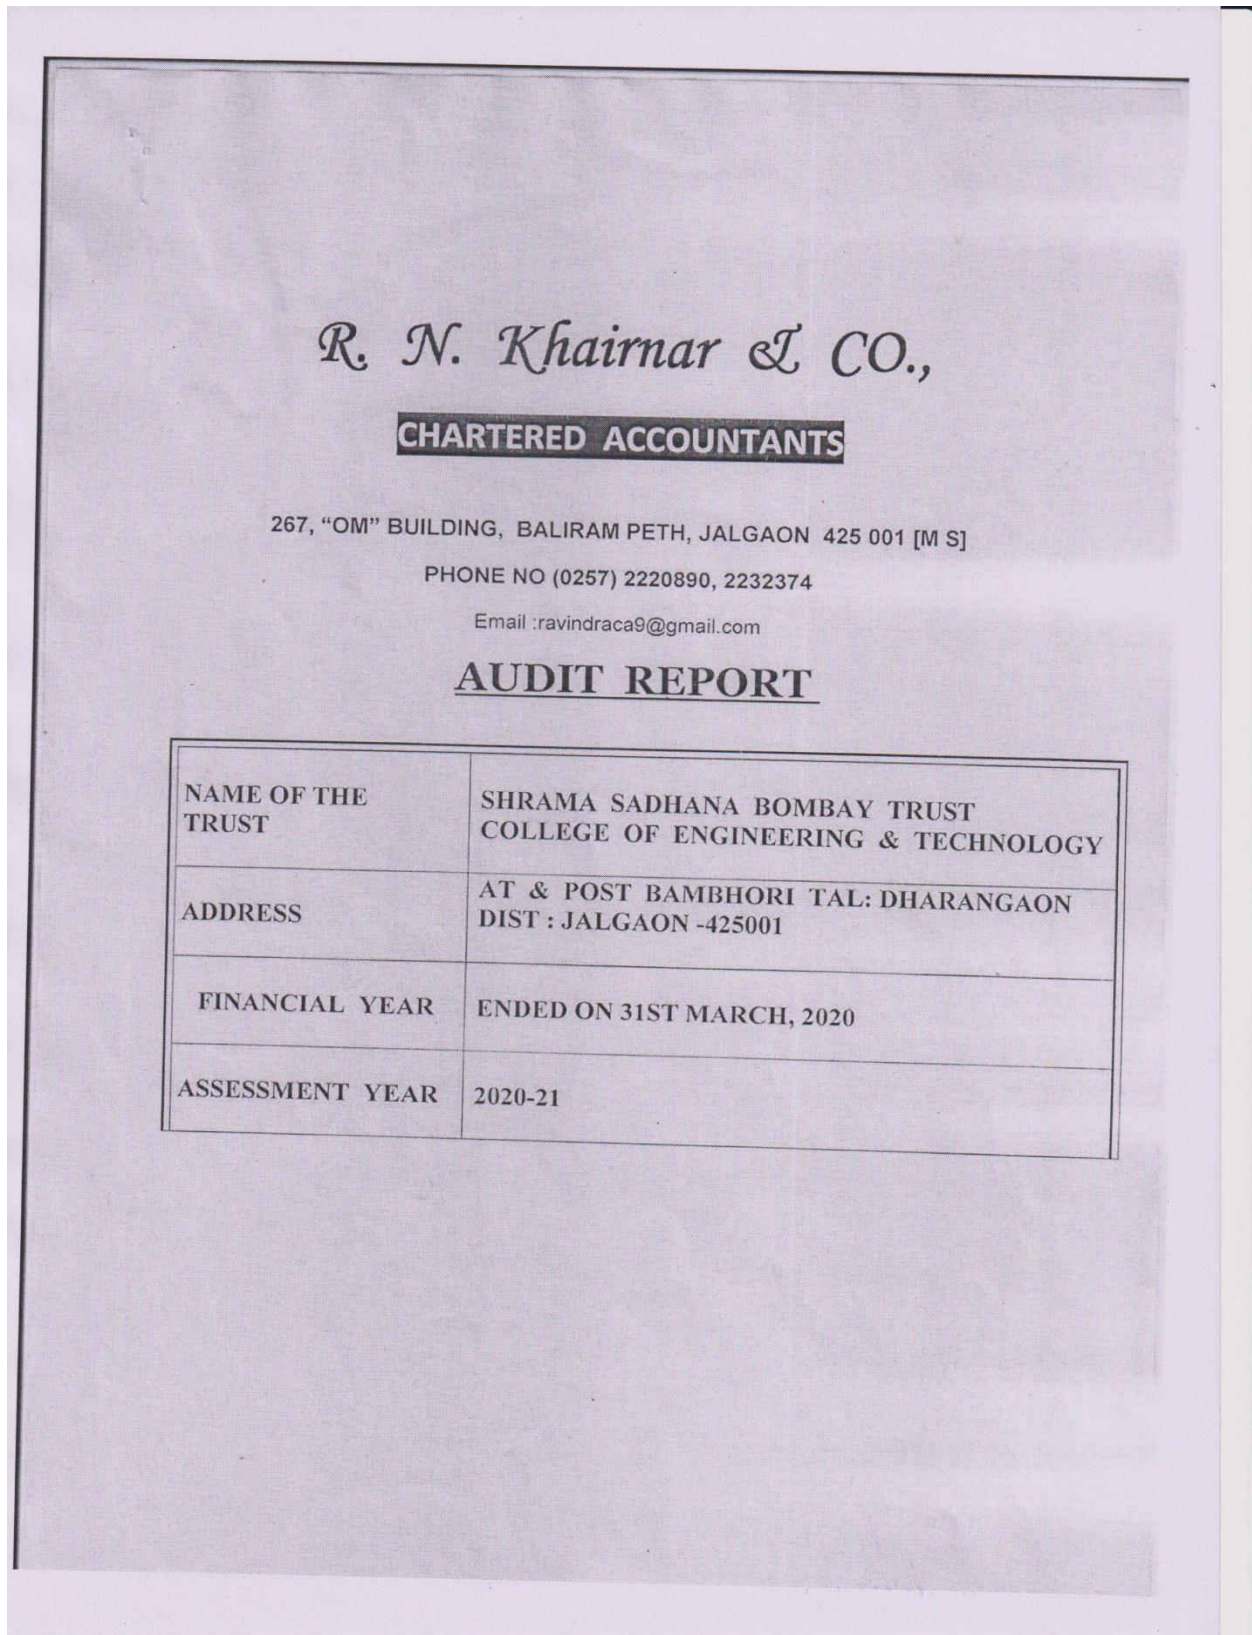 R. N. Khairnar & CO.,
CHARTERED ACCOUNTANTS
267, “OM” BUILDING, BALIRAM PETH, JALGAON 425 001 [M S]
PHONE NO (0257) 2220890, 2232374
Email :ravindraca9@gmail.com
AUDIT REPORT
NAME OF THE
TRUST
SHRAMA SADHANA BOMBAY TRUST
COLLEGE OF ENGINEERING & TECHNOLOGY
ADDRESS
AT & POST BAMBHORI TAL: DHARANGAON
DIST : JALGAON -425001
FINANCIAL YEAR
ENDED ON 31ST MARCH, 2020
ASSESSMENT YEAR
2020-21